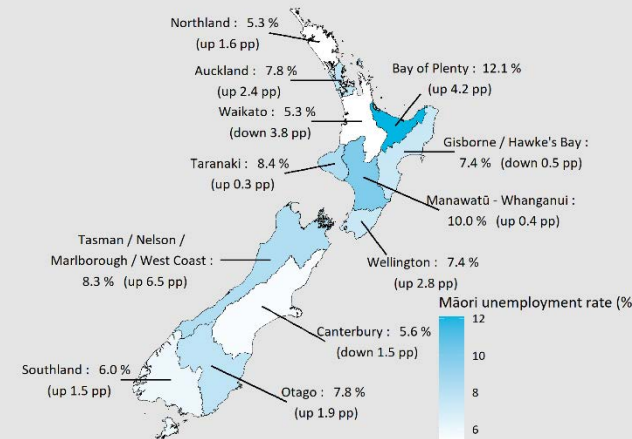 Northland : 5.3 %
(up 1.6 pp)
Auckland : 7.8 %
(up 2.4 pp)
Bay of Plenty : 12.1 %
(up 4.2 pp)
Waikato : 5.3 %
(down 3.8 pp)
Gisborne / Hawke's Bay :
7.4 % (down 0.5 pp)
Taranaki : 8.4 %
(up 0.3 pp)
Manawatū - Whanganui :
10.0 % (up 0.4 pp)
Tasman / Nelson /
Marlborough / West Coast :
8.3 % (up 6.5 pp)
Wellington : 7.4 %
(up 2.8 pp)
Canterbury : 5.6 %
(down 1.5 pp)
Southland : 6.0 %
(up 1.5 pp)
Otago : 7.8 %
(up 1.9 pp)
Māori unemployment rate (%
12
10
8
6